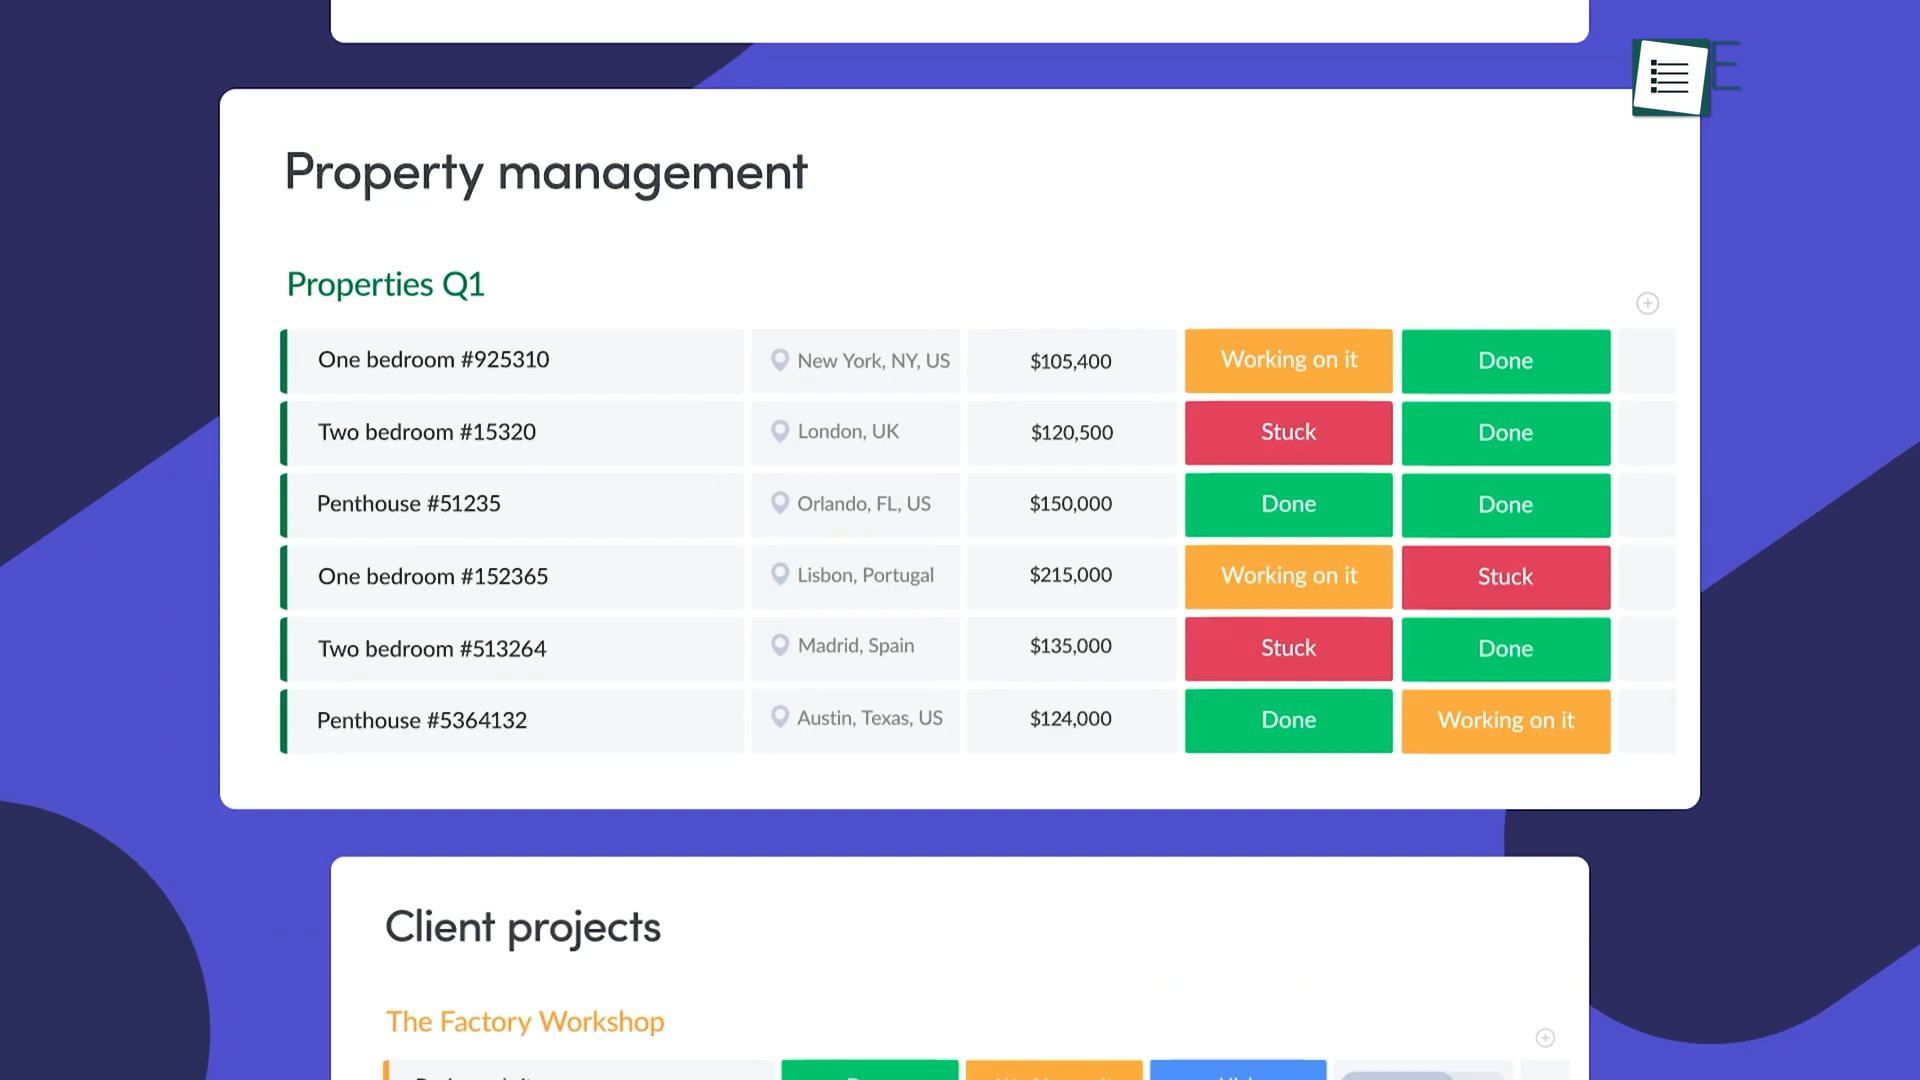 E
Property management
Properties Q1
One bedroom #925310 New York, NY, US $105,400 Working on it Done
Two bedroom #15320 London, UK $120,500 Stuck Done
Penthouse #51235 Orlando, FL, US $150,000 Done Done
One bedroom #152365 Lisbon, Portugal $215,000 Working on it Stuck
Two bedroom #513264 Madrid, Spain $135,000 Stuck Done
Penthouse #5364132 Austin, Texas, US $124,000 Done Working on it
Client projects
The Factory Workshop